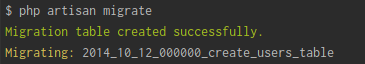 $ php artisan migrate
Migration table created successfully.
Migrating: 2014_10_12_000000_create_users_table